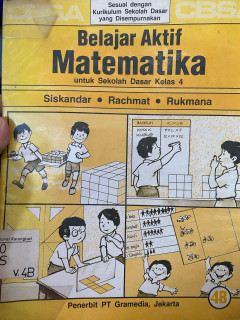 CBS
Sesuai dengan
Kurikulum Sekolah Dasar
yang Disempurnakan
Belajar Aktif
Matematika
untuk Sekolah Dasar Kelas 4
Siskandar • Rachmat • Rukmana
S
V.4B
4B
Penerbit PT Gramedia, Jakarta